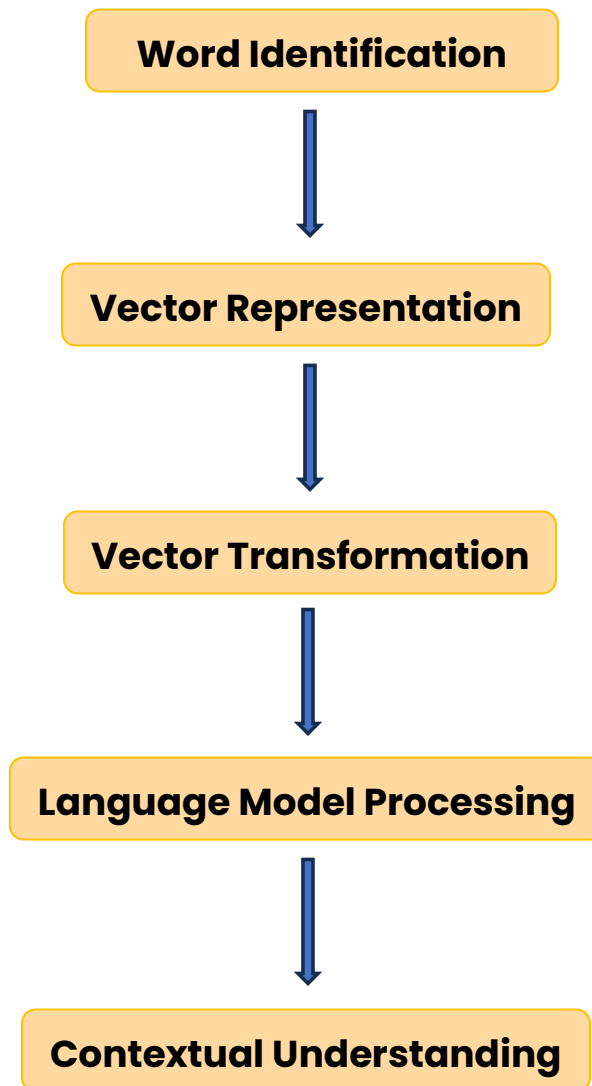 Word Identification
Vector Representation
Vector Transformation
Language Model Processing
Contextual Understanding